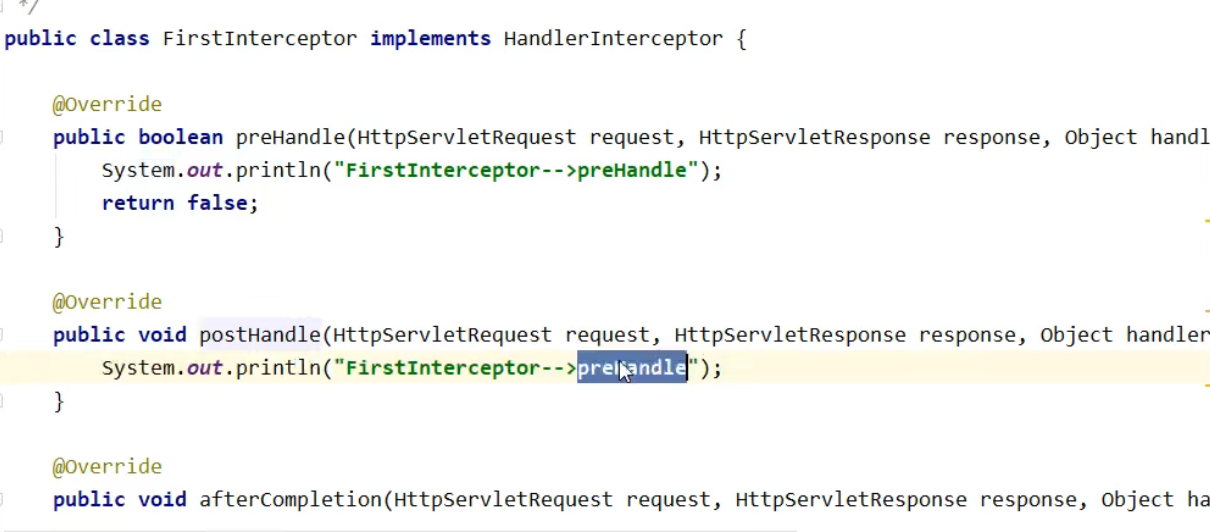 */
public class FirstInterceptor implements HandlerInterceptor {
@Override
public boolean preHandle(HttpServletRequest request, HttpServletResponse response, Object handl
System.out.println("FirstInterceptor-->preHandle");
return false;
}
@Override
public void postHandle(HttpServletRequest request, HttpServletResponse response, Object handler
System.out.println("FirstInterceptor-->preHandle");
}
@Override
public void afterCompletion(HttpServletRequest request, HttpServletResponse response, Object ha